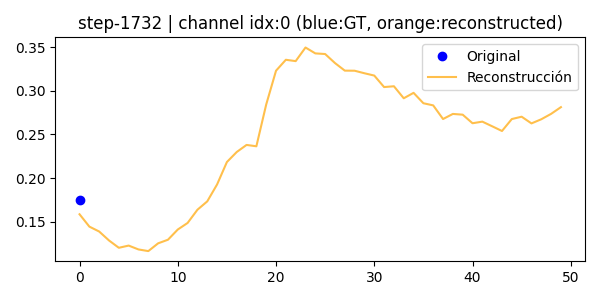 step-1732 | channel idx:0 (blue:GT, orange:reconstructed)
0.35
0.30
0.25
0.20
0.15
Original
Reconstrucción
0 10 20 30 40 50